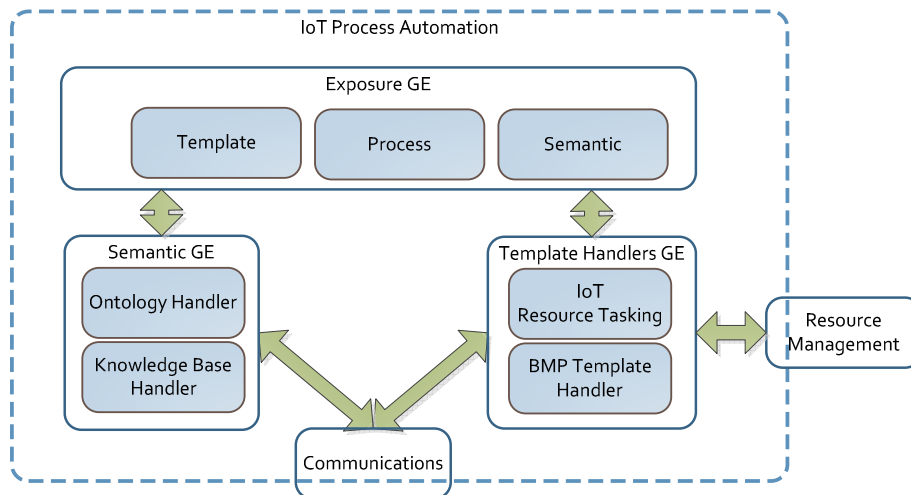 IoT Process Automation
Exposure GE
Template
Process
Semantic
Semantic GE
Ontology Handler
Knowledge Base
Handler
Template Handlers GE
IoT
Resource Tasking
BMP Template
Handler
Resource
Management
Communications